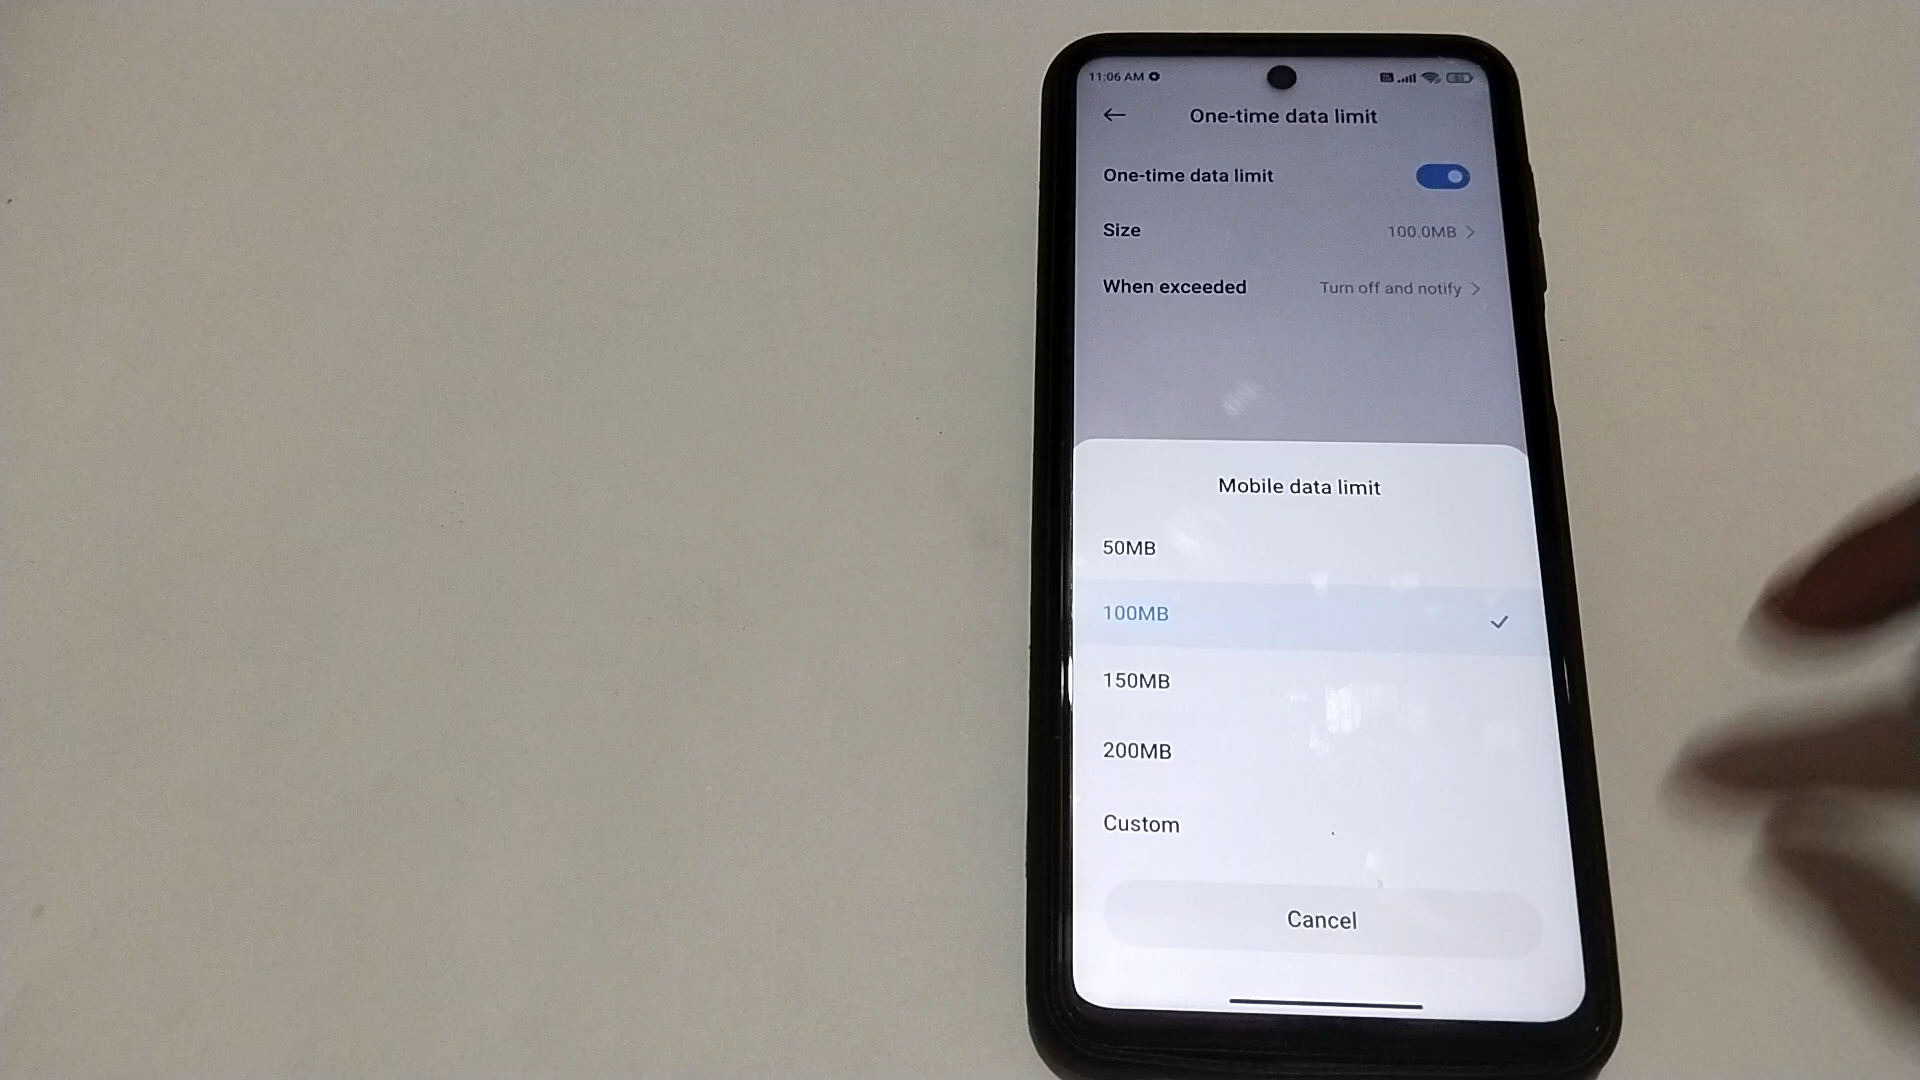 11:06 AM
One-time data limit
One-time data limit
Size 100.0MB
When exceeded Turn off and notify
Mobile data limit
50MB
100MB
150MB
200MB
Custom
Cancel